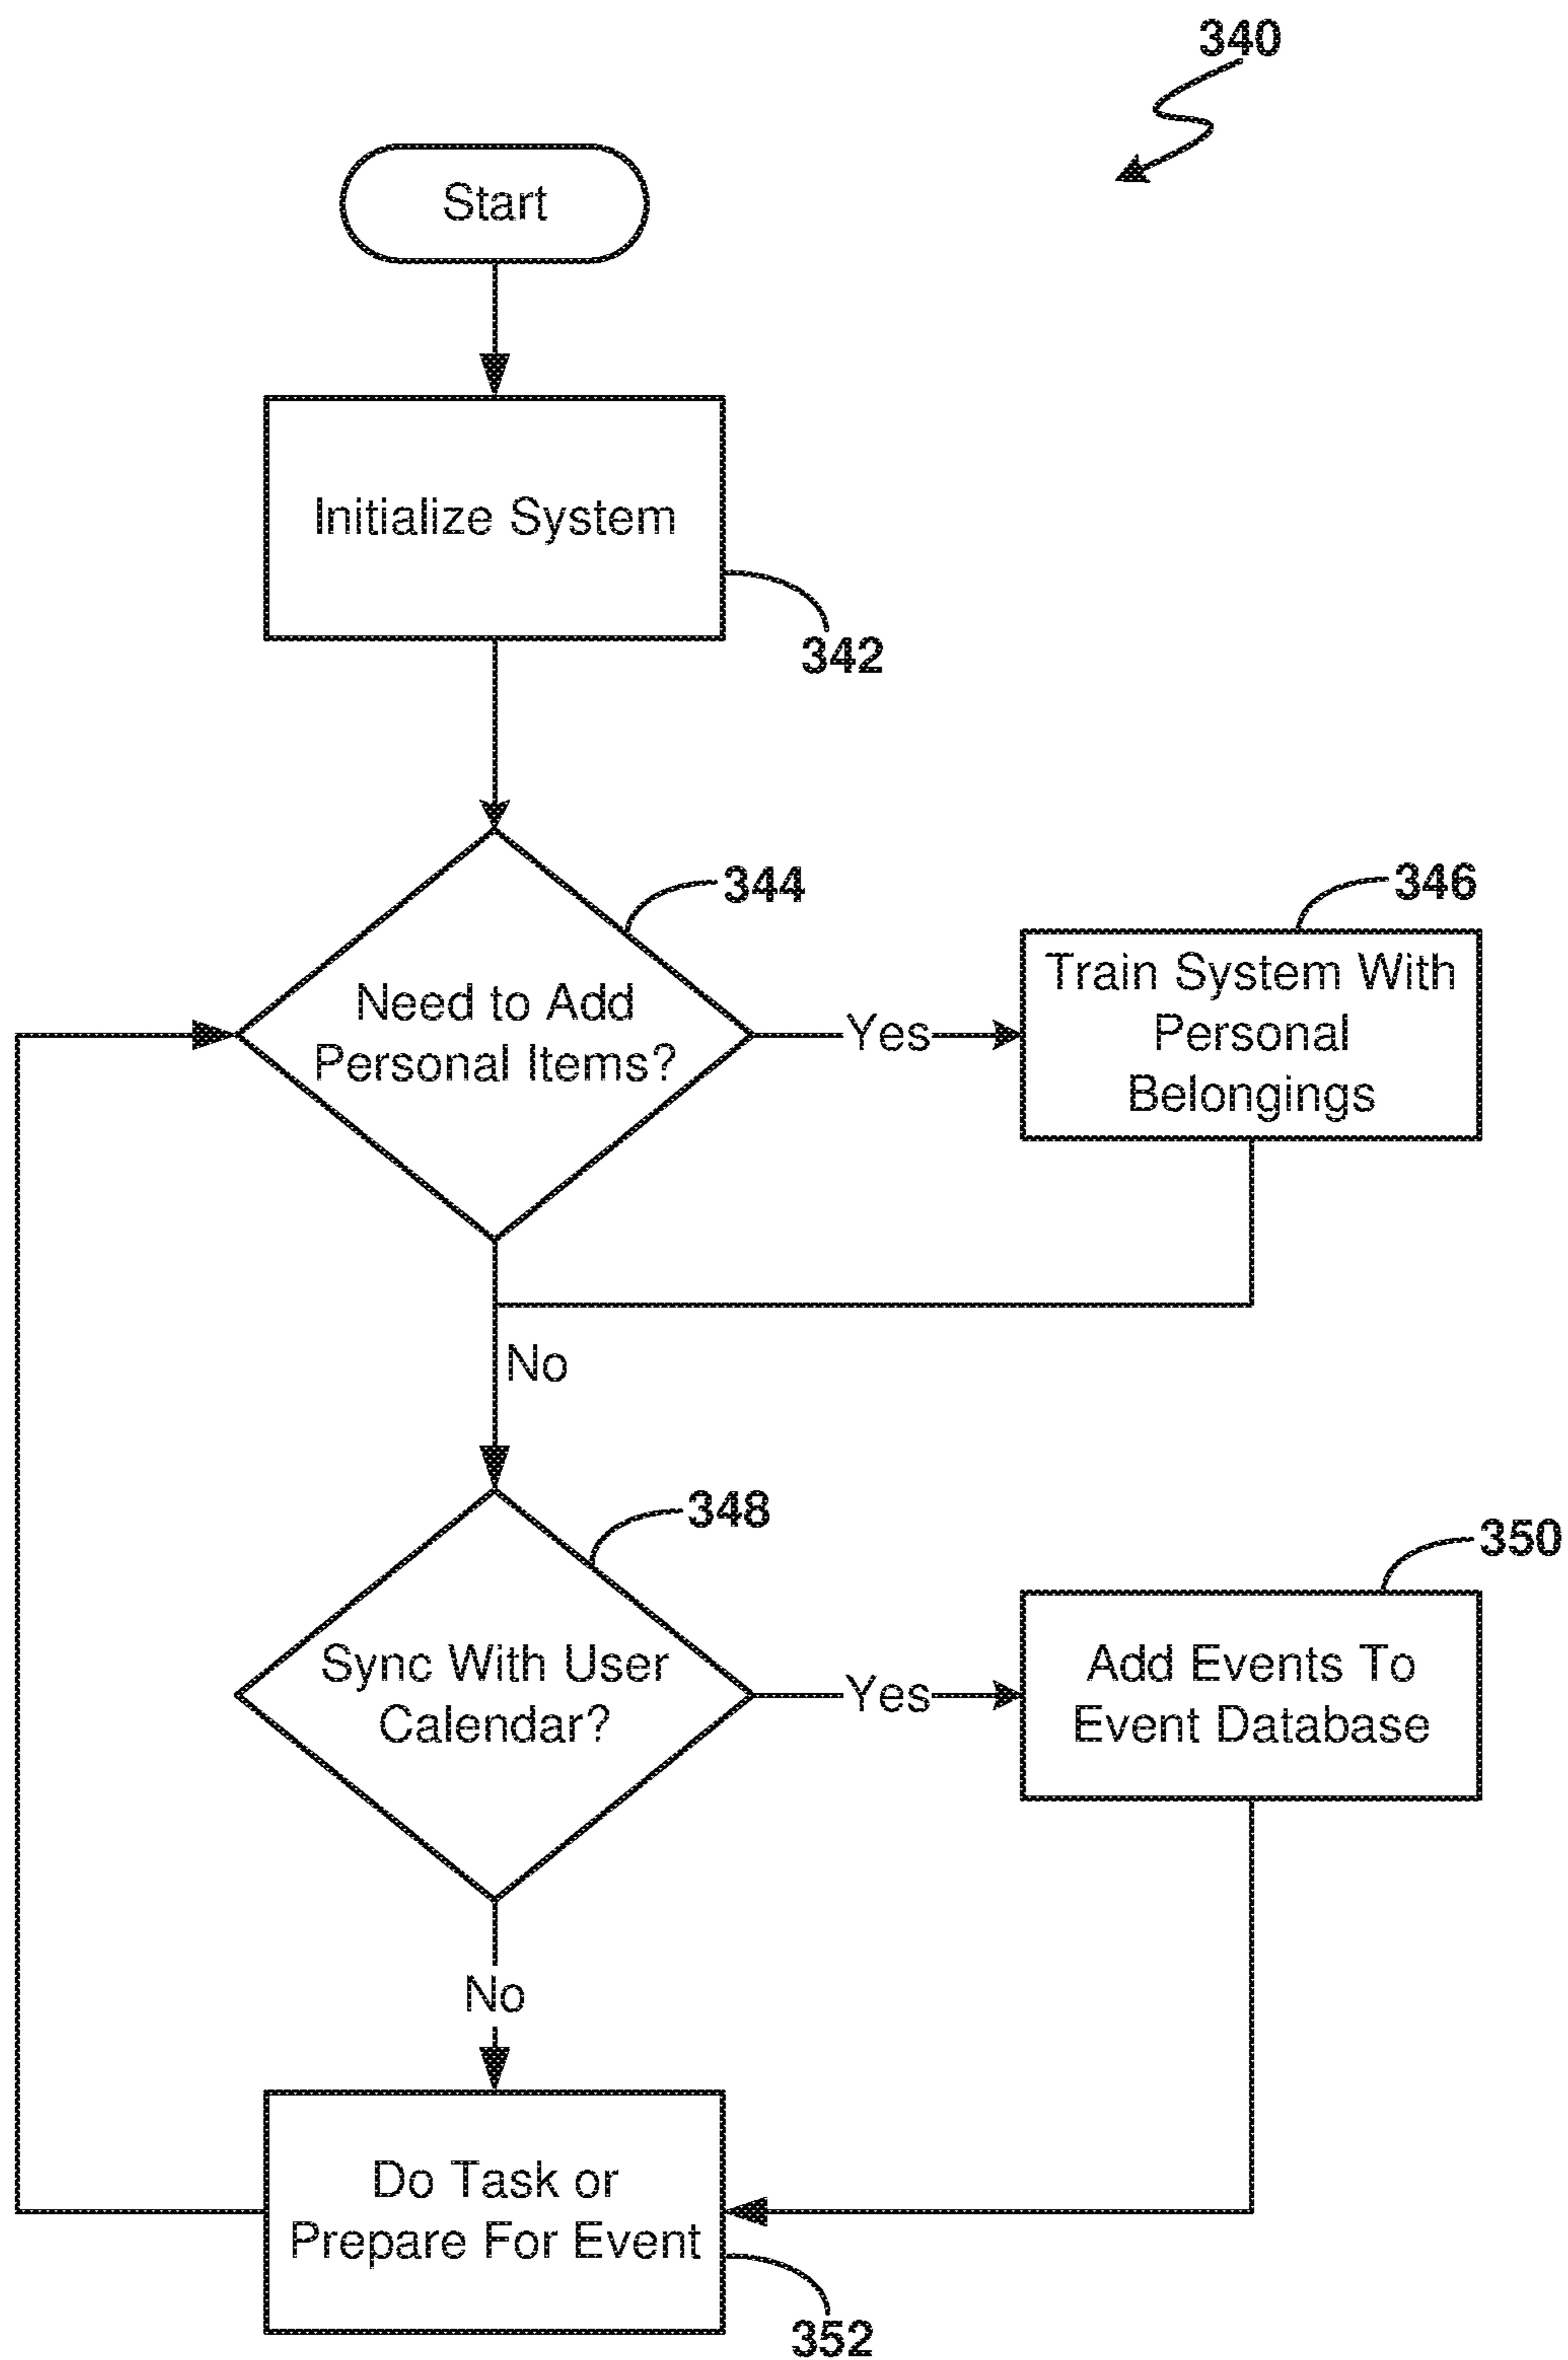 340
Start
Initialize System
342
344
346
Need to Add
Personal Items?
Yes
Train System With
Personal
Belongings
No
348
350
Sync With User
Calendar?
Yes
Add Events To
Event Database
No
Do Task or
Prepare For Event
352